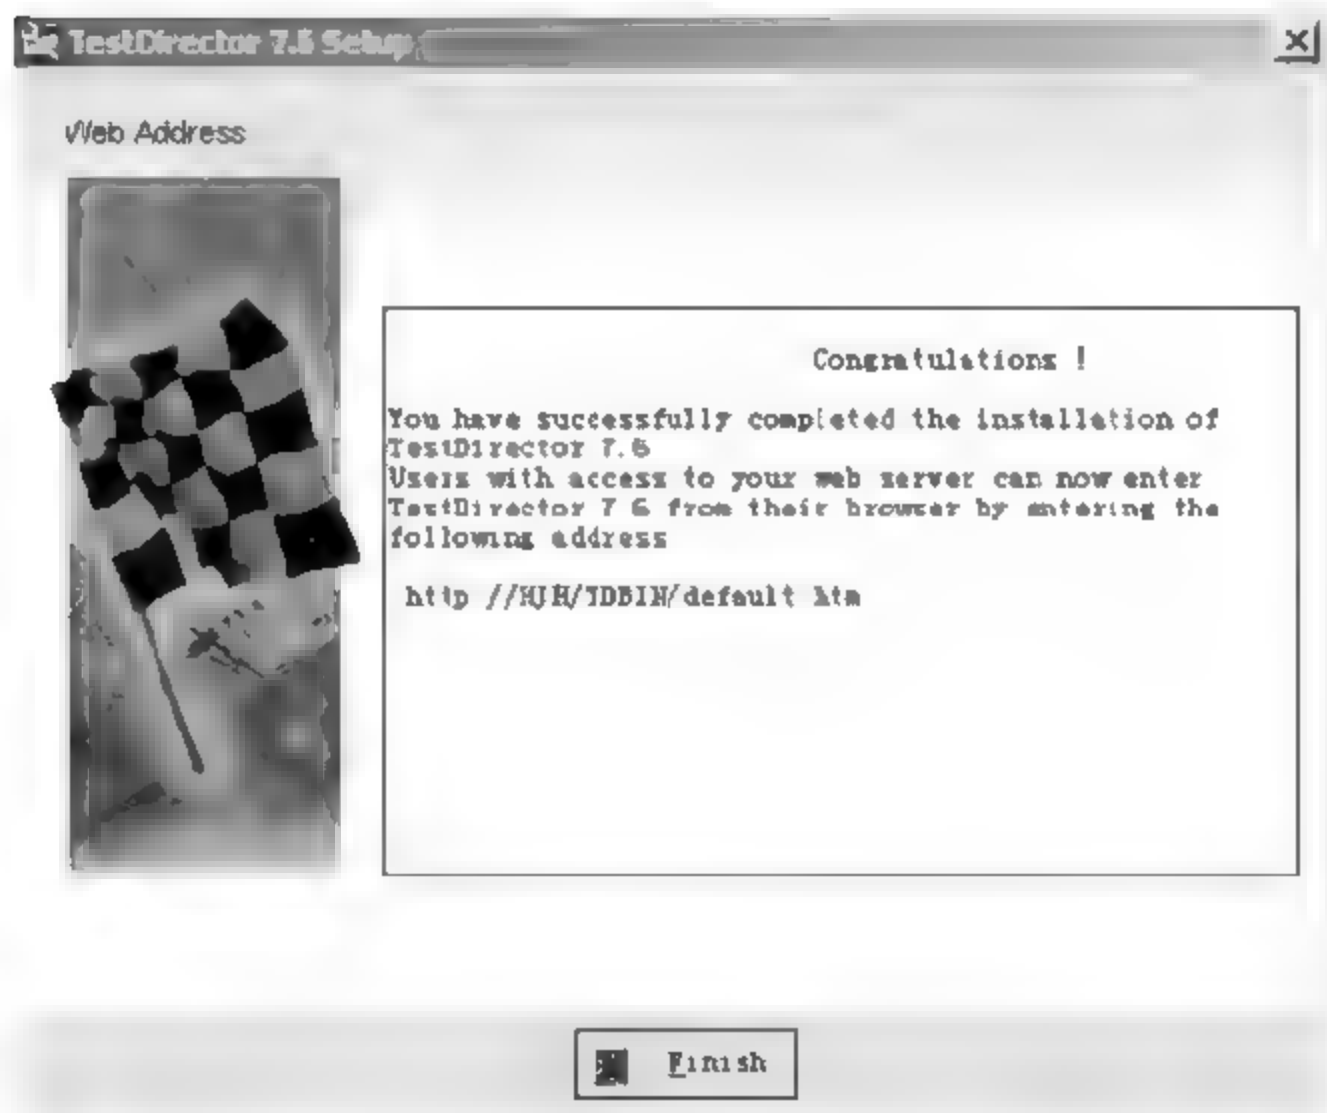 TestDirector 7.6 Setup
Web Address
Congratulations !
You have successfully completed the installation of
TestDirector 7.6
Users with access to your web server can now enter
TestDirector 7 6 from their browser by entering the
following address
http //HJH/TDBIN/default htm
Finish